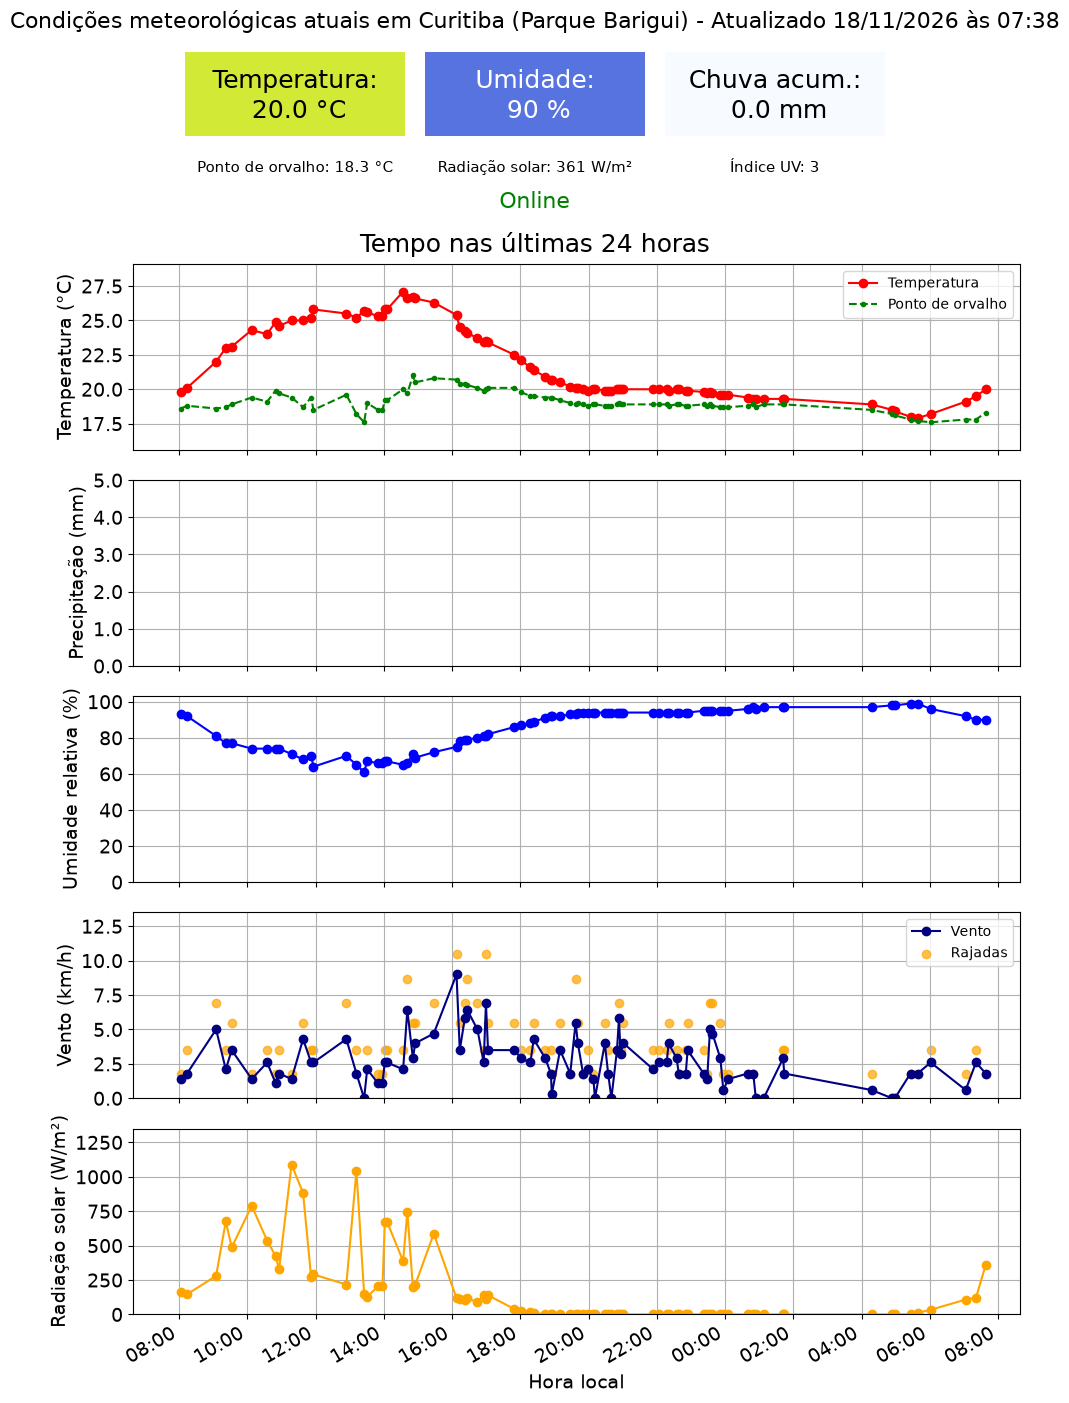 Condições meteorológicas atuais em Curitiba (Parque Barigui) - Atualizado 18/11/2026 às 07:38
Temperatura:
20.0 °C
Umidade:
90 %
Chuva acum.:
0.0 mm
Ponto de orvalho: 18.3 °C
Radiação solar: 361 W/m²
Índice UV: 3
Online
Tempo nas últimas 24 horas
Temperatura (°C)
27.5
25.0
22.5
20.0
17.5
Temperatura
Ponto de orvalho
Precipitação (mm)
5.0
4.0
3.0
2.0
1.0
0.0
Umidade relativa (%)
100
80
60
40
20
0
Vento (km/h)
12.5
10.0
7.5
5.0
2.5
0.0
Vento
Rajadas
Radiação solar (W/m²)
1250
1000
750
500
250
0
08:00
10:00
12:00
14:00
16:00
18:00
20:00
22:00
00:00
02:00
04:00
06:00
08:00
Hora local